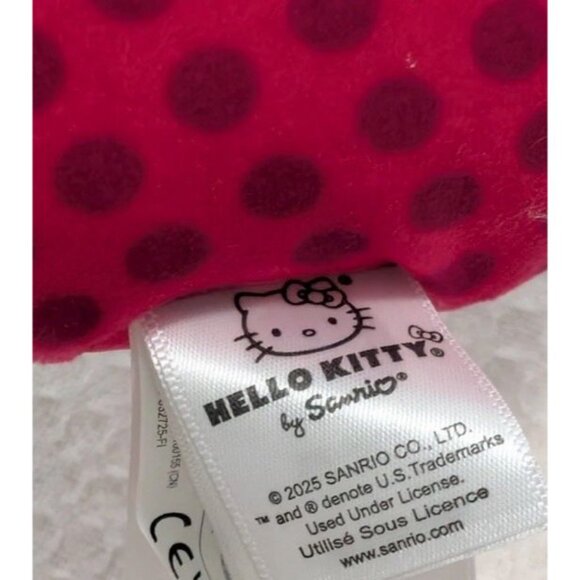 HELLO KITTY®
by Sanrio®
© 2025 SANRIO CO., LTD.
™ and ® denote U.S. Trademarks
Used Under License.
Utilisé Sous Licence
www.sanrio.com
CE